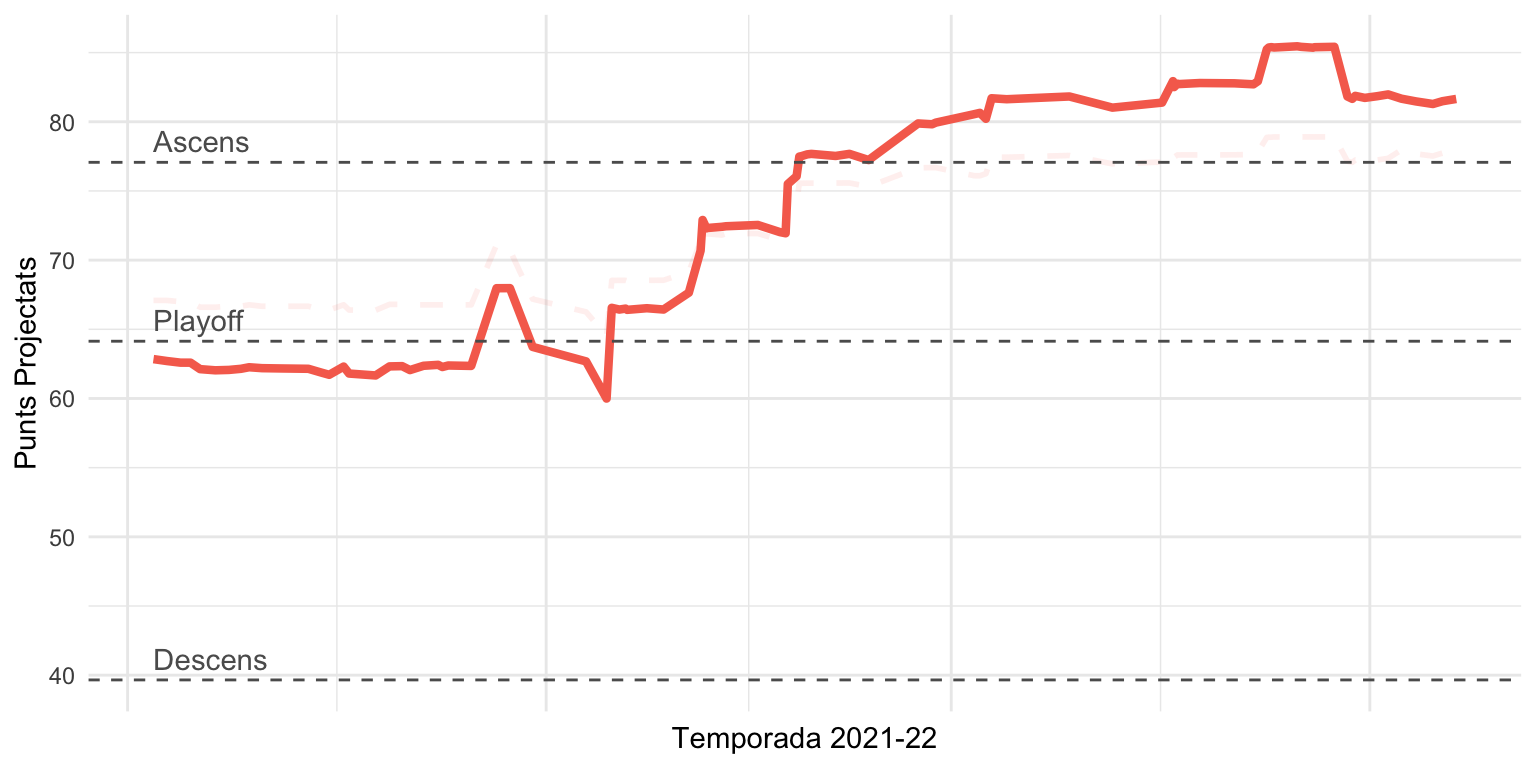 80
Ascens
70
Playoff
60
Punts Projectats
50
Descens
40
Temporada 2021-22